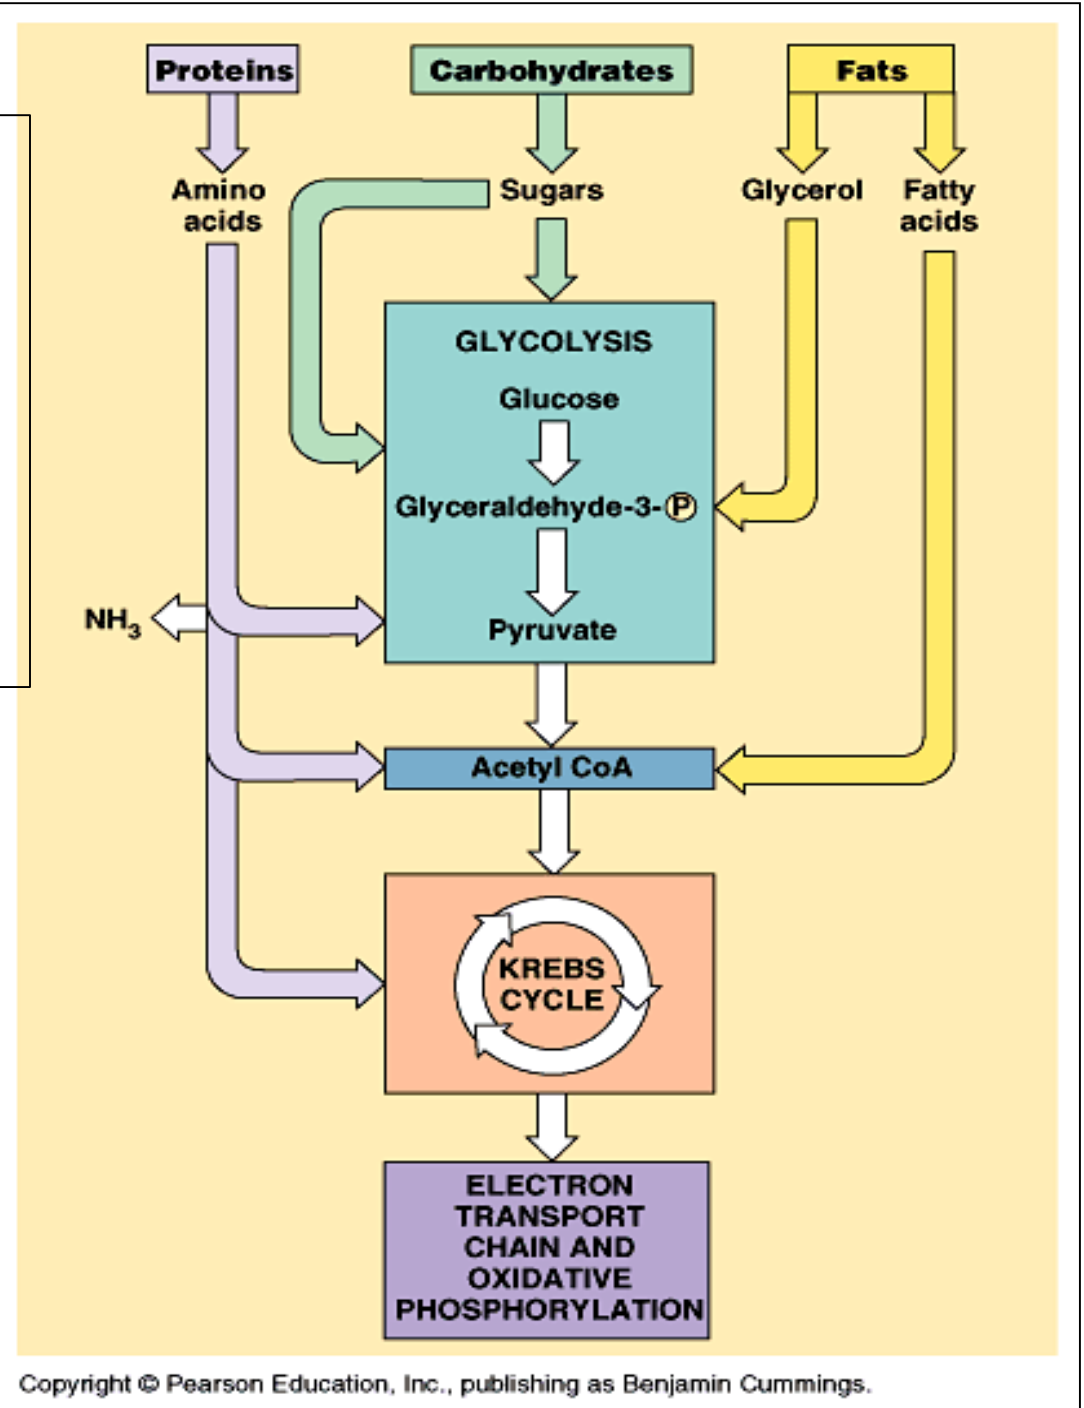 Proteins
Carbohydrates
Fats
Amino
acids
Sugars
Glycerol
Fatty
acids
GLYCOLYSIS
Glucose
Glyceraldehyde-3-P
NH3
Pyruvate
Acetyl CoA
KREBS
CYCLE
ELECTRON
TRANSPORT
CHAIN AND
OXIDATIVE
PHOSPHORYLATION
Copyright © Pearson Education, Inc., publishing as Benjamin Cummings.